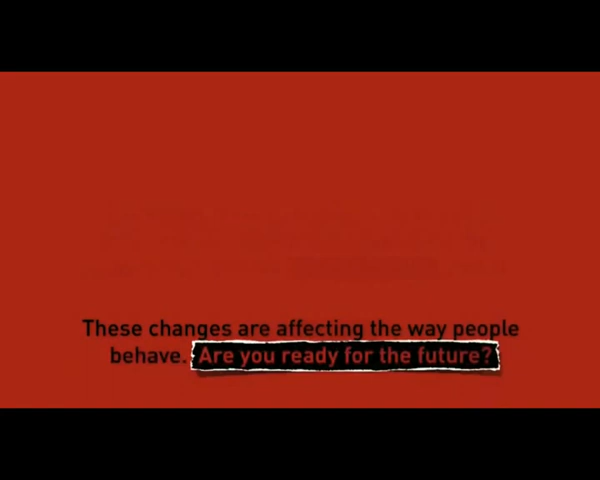 These changes are affecting the way people
behave. Are you ready for the future?